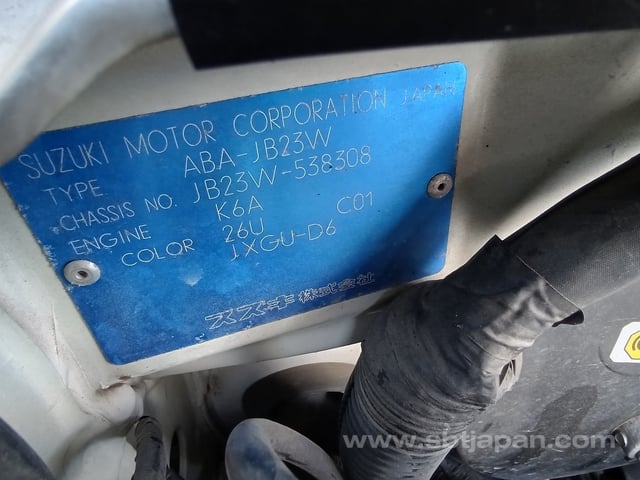 SUZUKI MOTOR CORPORATION JAPAN
TYPE ABA-JB23W
CHASSIS NO. JB23W-538308
ENGINE K6A
COLOR 26U C01
JXGU-D6
スズキ株式会社
www.sbtjapan.com